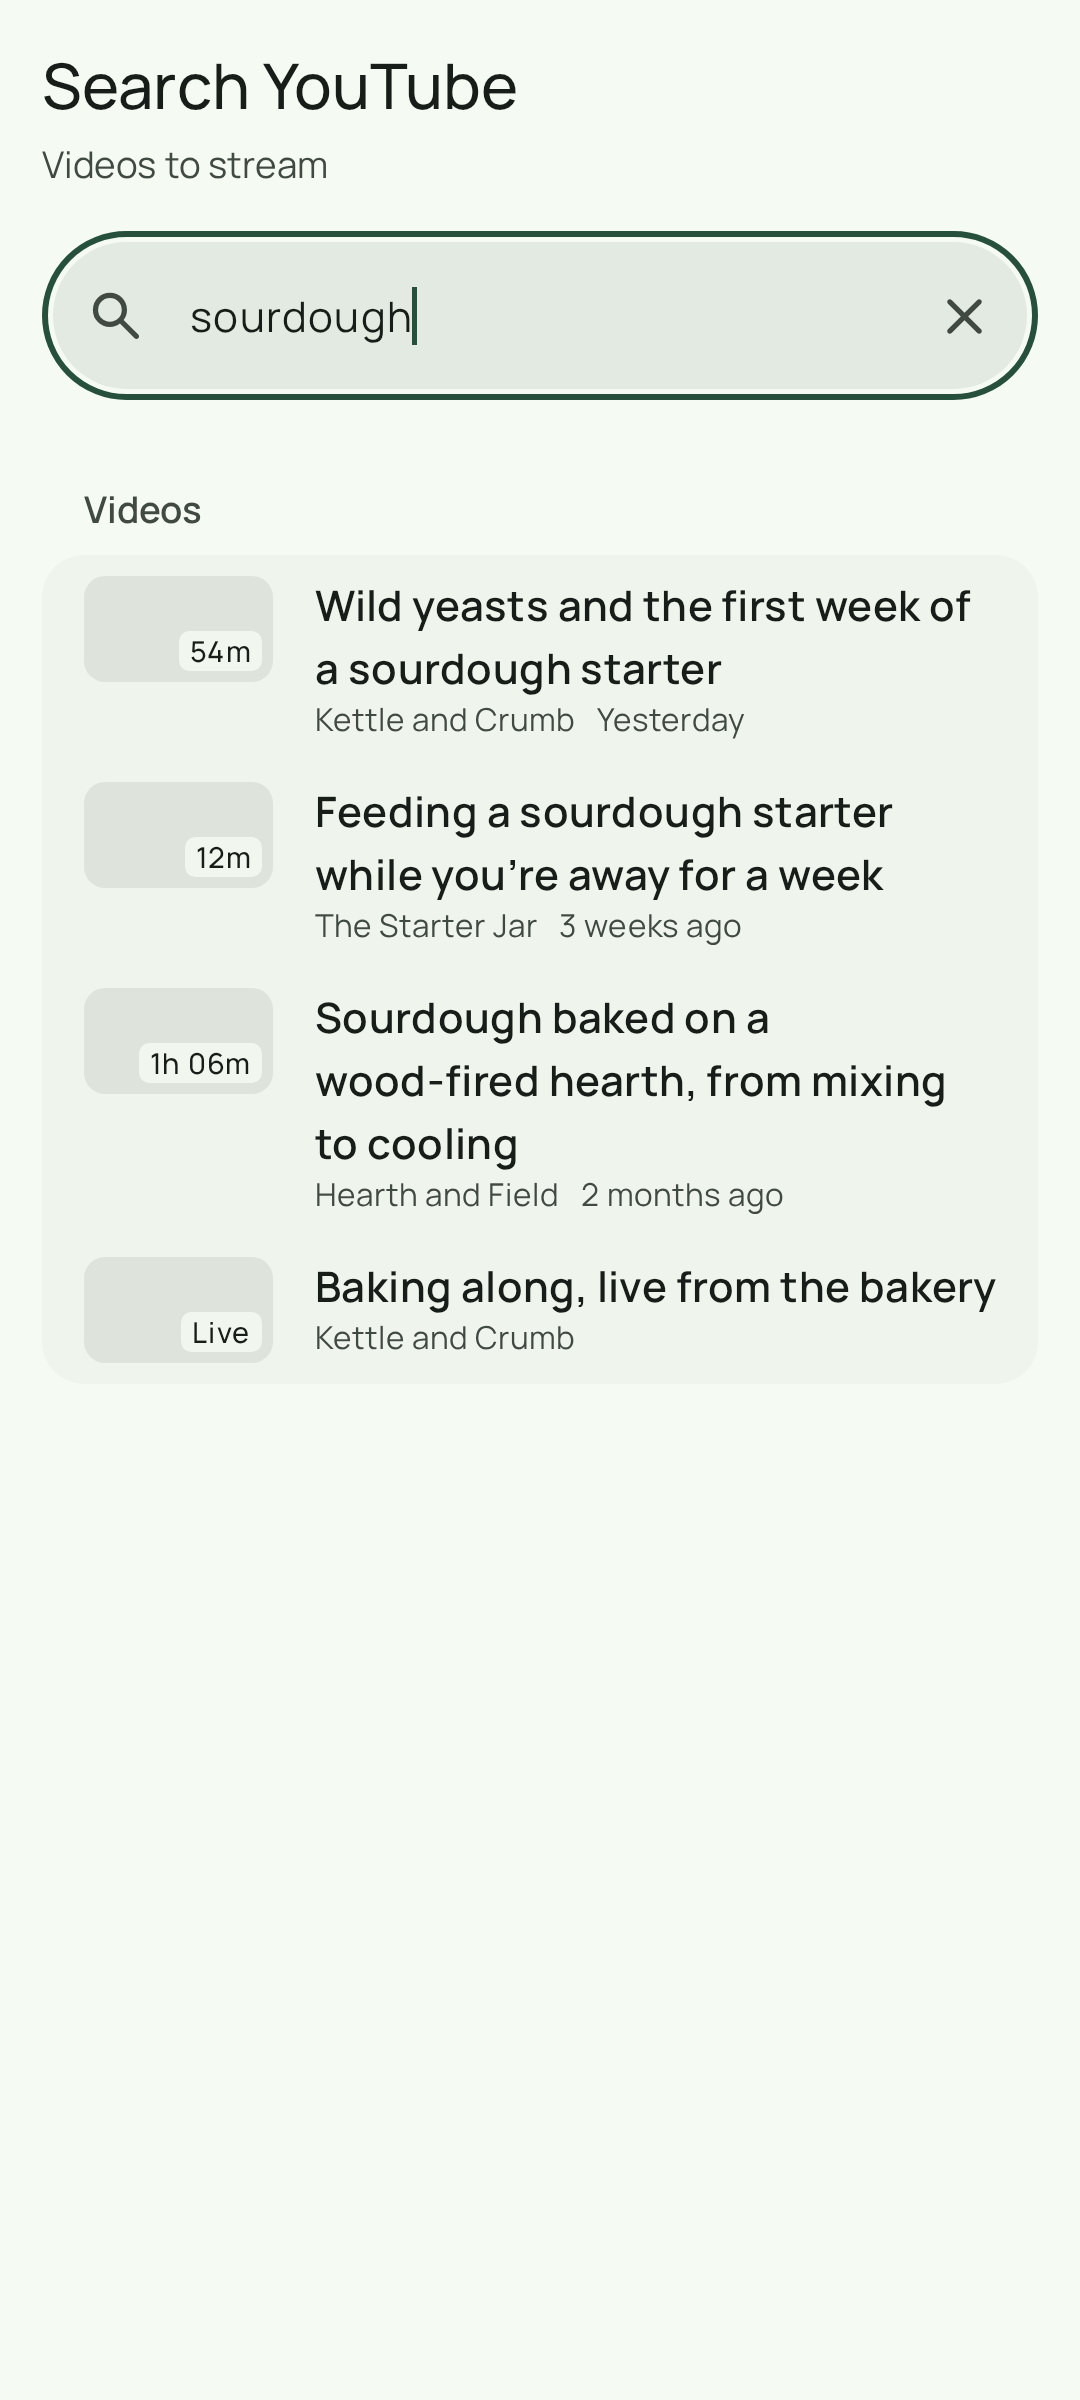 Search YouTube
Videos to stream
sourdough
Videos
54m
Wild yeasts and the first week of
a sourdough starter
Kettle and Crumb Yesterday
12m
Feeding a sourdough starter
while you’re away for a week
The Starter Jar 3 weeks ago
1h 06m
Sourdough baked on a
wood-fired hearth, from mixing
to cooling
Hearth and Field 2 months ago
Live
Baking along, live from the bakery
Kettle and Crumb